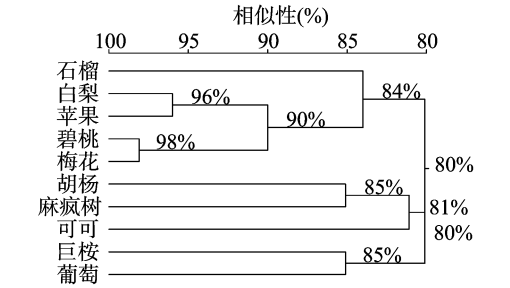 相似性(%)
100 95 90 85 80
石榴
84%
白梨
96%
苹果
90%
碧桃
98%
梅花
80%
胡杨
85%
麻疯树
81%
可可
80%
巨桉
85%
葡萄